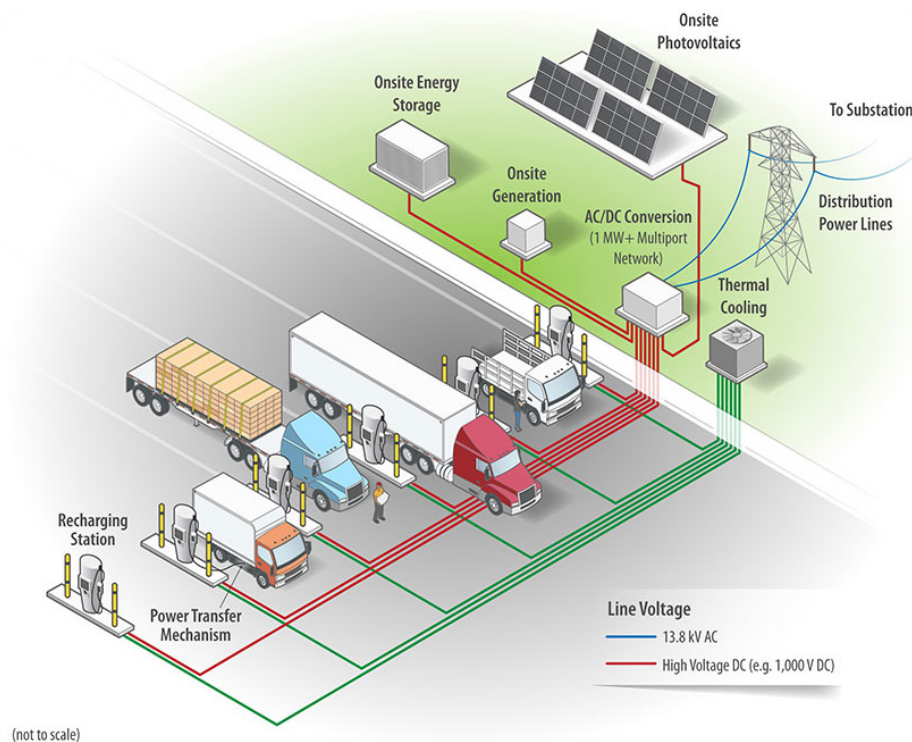 Onsite
Photovoltaics
Onsite Energy
Storage
To Substation
Onsite
Generation
AC/DC Conversion
(1 MW+ Multiport
Network)
Distribution
Power Lines
Thermal
Cooling
Recharging
Station
Power Transfer
Mechanism
Line Voltage
13.8 kV AC
High Voltage DC (e.g. 1,000 V DC)
(not to scale)